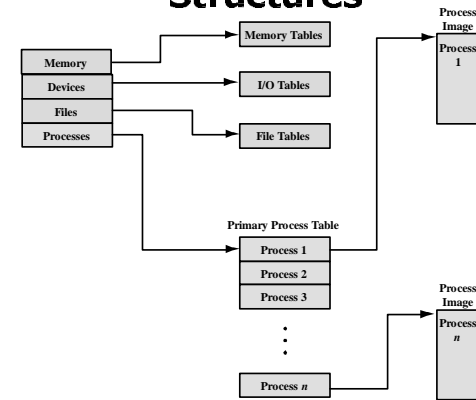 Structures
Process
Image
Memory Tables
Process
1
Memory
Devices
I/O Tables
Files
Processes
File Tables
Primary Process Table
Process 1
Process 2
Process 3
Process
Image
Process
n
Process n